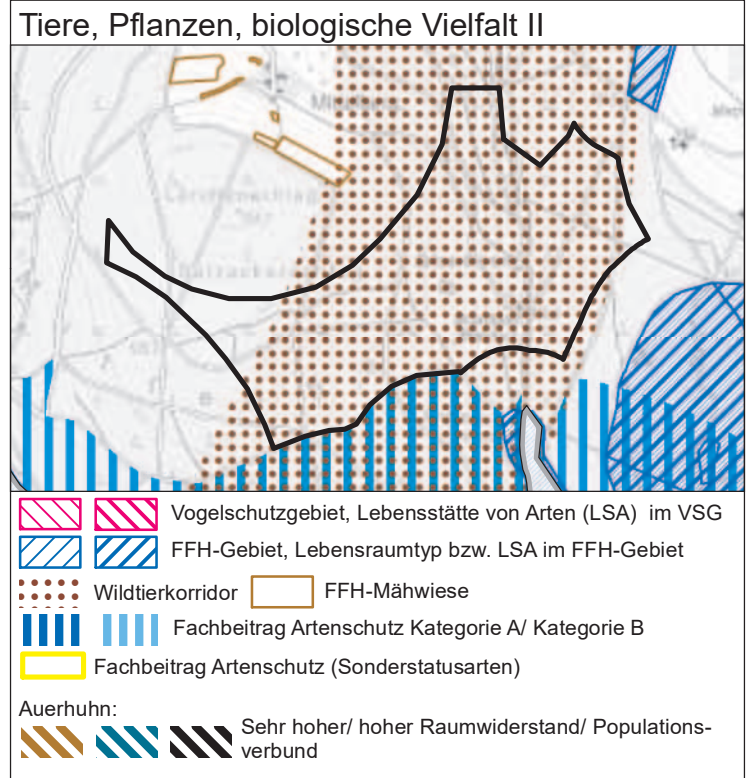 Tiere, Pflanzen, biologische Vielfalt II
Vogelschutzgebiet, Lebensstätte von Arten (LSA) im VSG
FFH-Gebiet, Lebensraumtyp bzw. LSA im FFH-Gebiet
Wildtierkorridor FFH-Mähwiese
Fachbeitrag Artenschutz Kategorie A/ Kategorie B
Fachbeitrag Artenschutz (Sonderstatusarten)
Auerhuhn:
Sehr hoher/ hoher Raumwiderstand/ Populations-
verbund